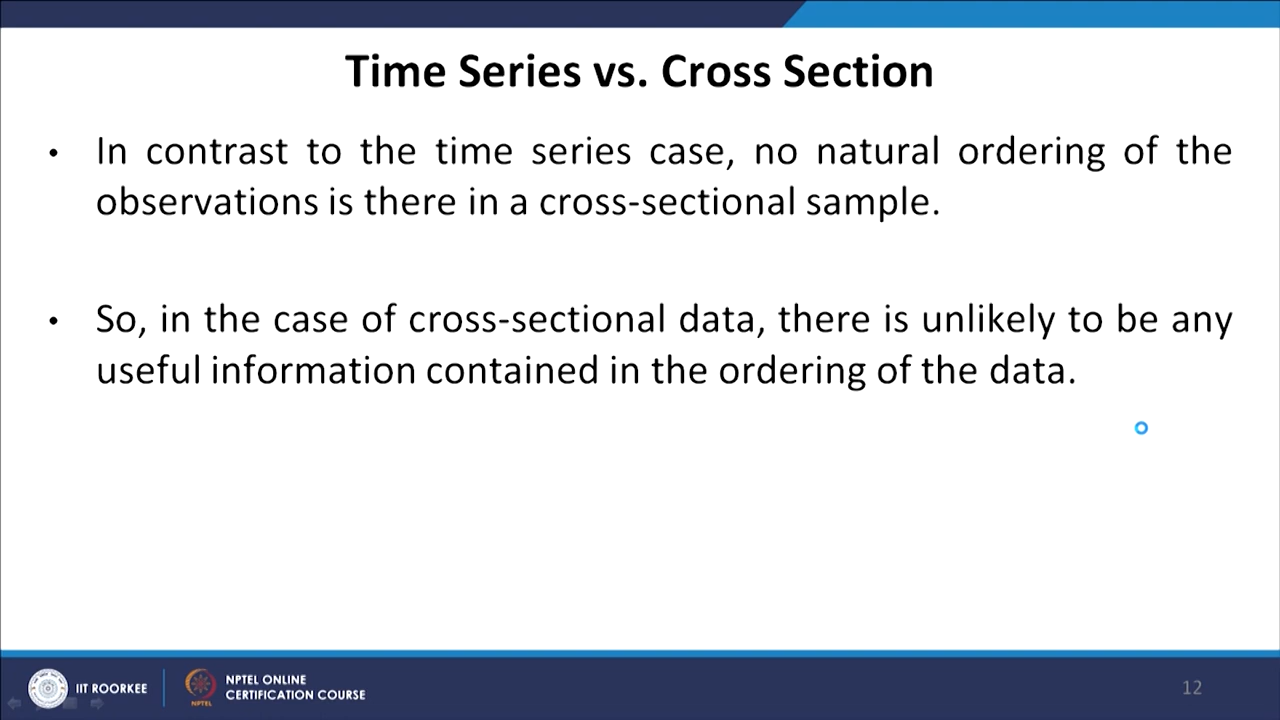 Time Series vs. Cross Section
• In contrast to the time series case, no natural ordering of the
observations is there in a cross-sectional sample.
• So, in the case of cross-sectional data, there is unlikely to be any
useful information contained in the ordering of the data.
IIT ROORKEE
NPTEL
NPTEL ONLINE
CERTIFICATION COURSE
12